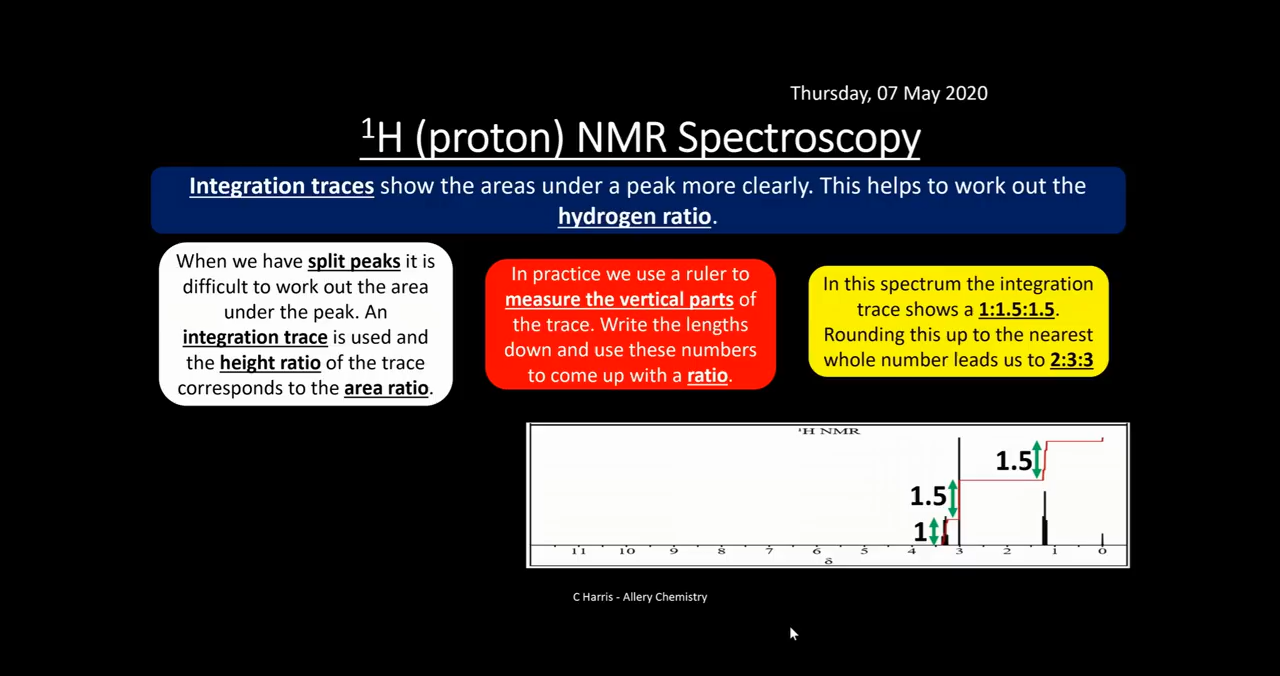 Thursday, 07 May 2020
¹H (proton) NMR Spectroscopy
Integration traces show the areas under a peak more clearly. This helps to work out the
hydrogen ratio.
When we have split peaks it is
difficult to work out the area
under the peak. An
integration trace is used and
the height ratio of the trace
corresponds to the area ratio.
In practice we use a ruler to
measure the vertical parts of
the trace. Write the lengths
down and use these numbers
to come up with a ratio.
In this spectrum the integration
trace shows a 1:1.5:1.5.
Rounding this up to the nearest
whole number leads us to 2:3:3
¹H NMR
1.5
1.5
1
11 10 9 8 7 6 5 4 3 2 1 0
δ
C Harris - Allery Chemistry